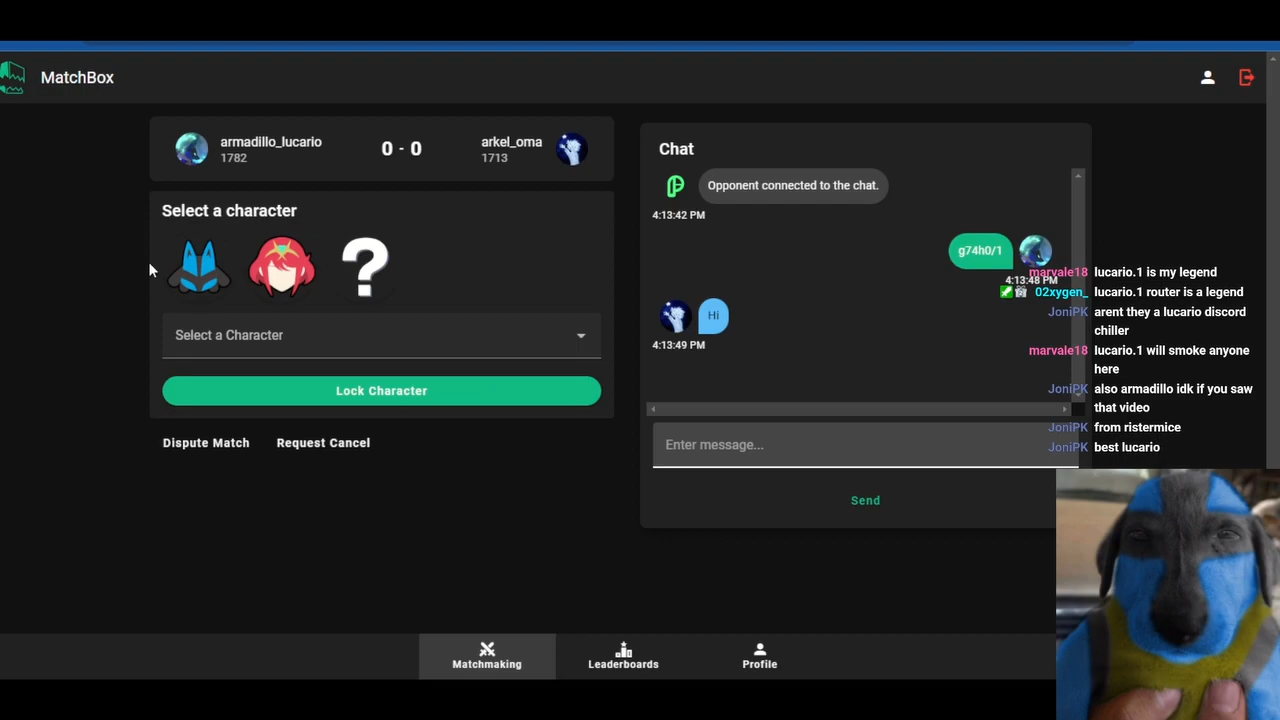 MatchBox
armadillo_lucario
1782
0 - 0
arkel_oma
1713
Select a character
?
Select a Character
Lock Character
Dispute Match
Request Cancel
Chat
Opponent connected to the chat.
4:13:42 PM
g74h0/1
4:13:48 PM
Hi
4:13:49 PM
Enter message...
Send
marvale18 lucario.1 is my legend
02xygen_ lucario.1 router is a legend
JoniPK arent they a lucario discord
chiller
marvale18 lucario.1 will smoke anyone
here
JoniPK also armadillo idk if you saw
that video
JoniPK from ristermice
JoniPK best lucario
Matchmaking
Leaderboards
Profile